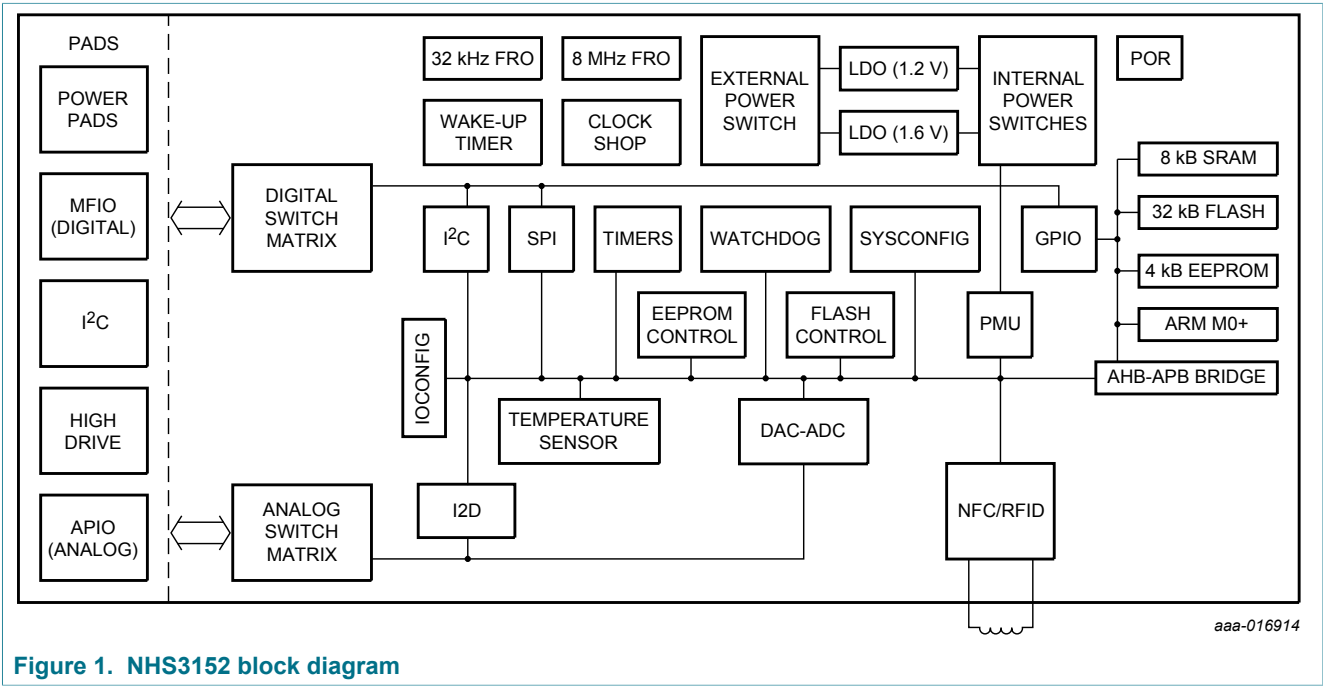 PADS
POWER
PADS
MFIO
(DIGITAL)
I²C
HIGH
DRIVE
APIO
(ANALOG)
DIGITAL
SWITCH
MATRIX
ANALOG
SWITCH
MATRIX
32 kHz FRO
8 MHz FRO
WAKE-UP
TIMER
CLOCK
SHOP
EXTERNAL
POWER
SWITCH
LDO (1.2 V)
LDO (1.6 V)
INTERNAL
POWER
SWITCHES
POR
I²C
SPI
TIMERS
WATCHDOG
SYSCONFIG
GPIO
8 kB SRAM
32 kB FLASH
4 kB EEPROM
ARM M0+
AHB-APB BRIDGE
IOCONFIG
EEPROM
CONTROL
FLASH
CONTROL
PMU
TEMPERATURE
SENSOR
DAC-ADC
I2D
NFC/RFID
aaa-016914
Figure 1. NHS3152 block diagram